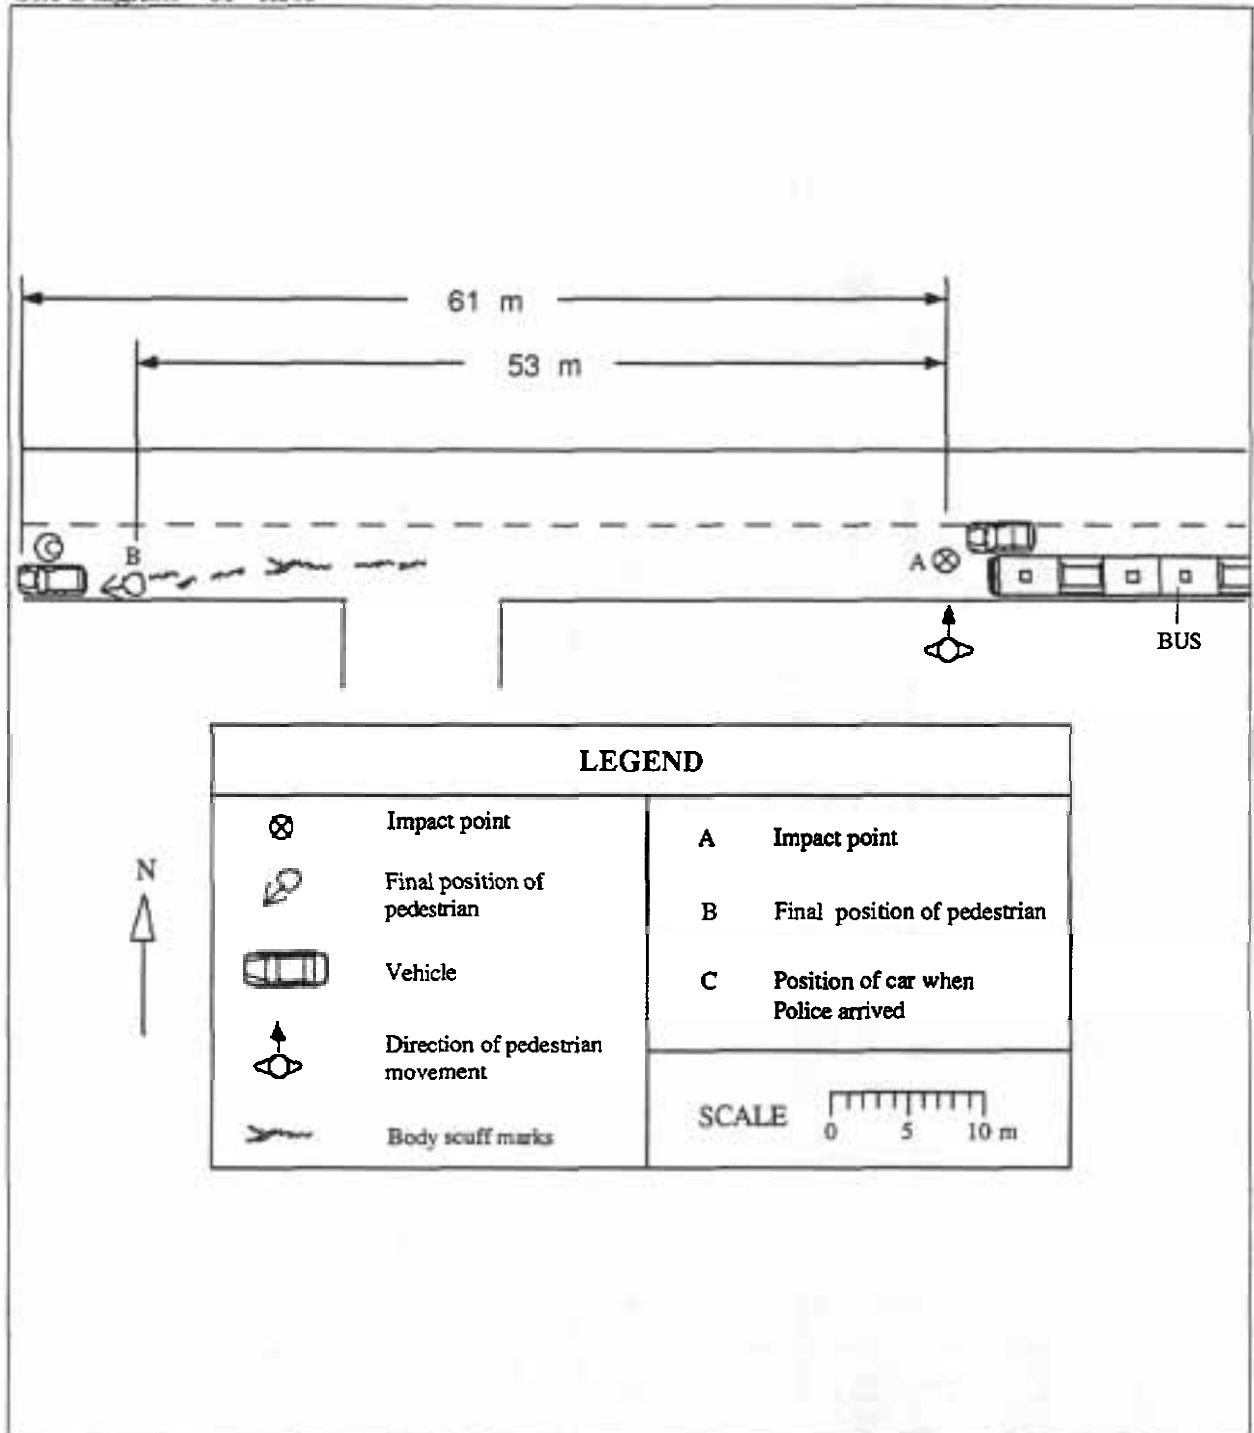 61 m
53 m
C
B
A
BUS
LEGEND
Impact point
Final position of
pedestrian
Vehicle
Direction of pedestrian
movement
Body scuff marks
A Impact point
B Final position of pedestrian
C Position of car when
Police arrived
SCALE
0 5 10 m
N